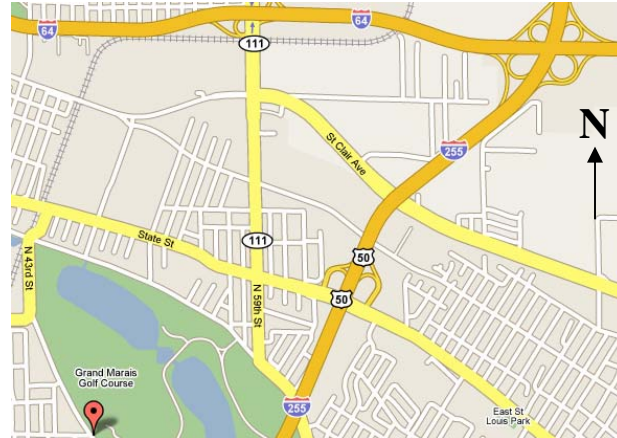 64
64
111
N
St Clair Ave
255
State St
111
50
N 43rd St
50
N 59th St
Grand Marais
Golf Course
255
East St
Louis Park